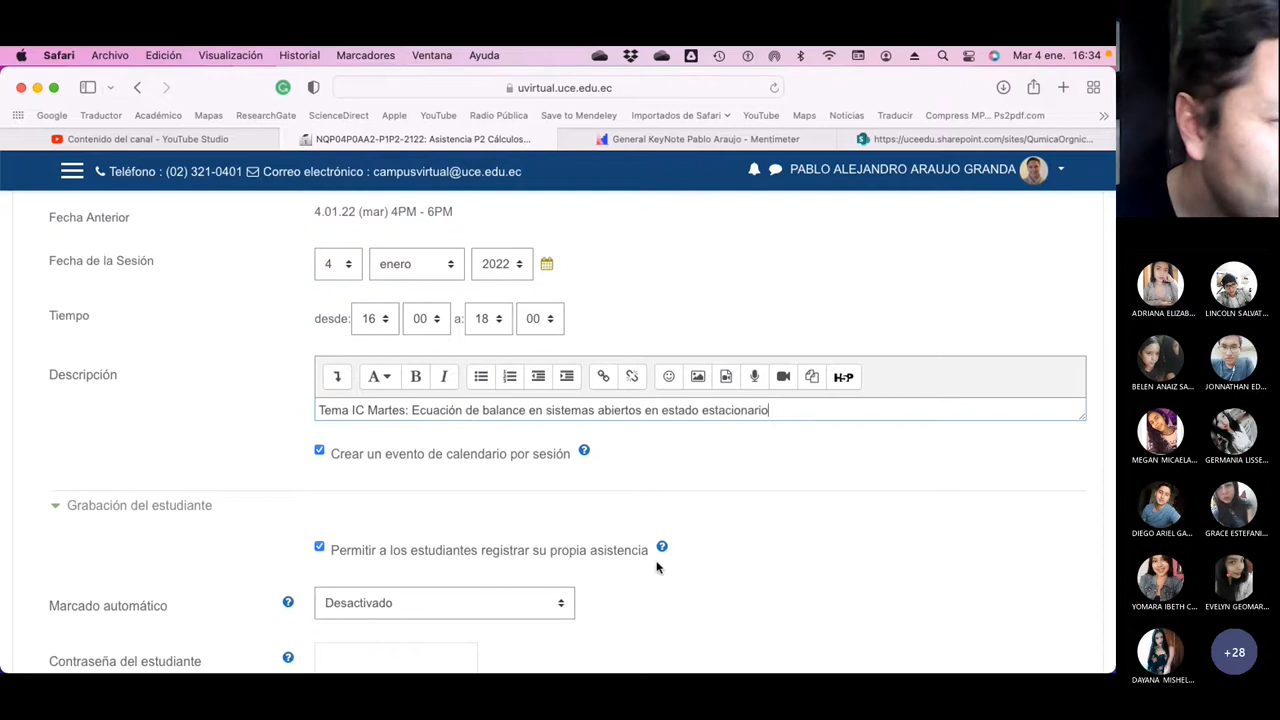 Safari Archivo Edición Visualización Historial Marcadores Ventana Ayuda Mar 4 ene. 16:34
uvirtual.uce.edu.ec
Google Traductor Académico Mapas ResearchGate ScienceDirect Apple YouTube Radio Pública Save to Mendeley Importados de Safari YouTube Maps Noticias Traducir Compress MP... Ps2pdf.com
Contenido del canal - YouTube Studio NQP04P0AA2-P1P2-2122: Asistencia P2 Cálculos... General KeyNote Pablo Araujo - Mentimeter https://uceedu.sharepoint.com/sites/QumicaOrgnic...
Teléfono : (02) 321-0401 Correo electrónico : campusvirtual@uce.edu.ec PABLO ALEJANDRO ARAUJO GRANDA
Fecha Anterior 4.01.22 (mar) 4PM - 6PM
Fecha de la Sesión 4 enero 2022
Tiempo desde: 16 00 a: 18 00
Descripción A B I H-P
Tema IC Martes: Ecuación de balance en sistemas abiertos en estado estacionario
Crear un evento de calendario por sesión
Grabación del estudiante
Permitir a los estudiantes registrar su propia asistencia
Marcado automático Desactivado
Contraseña del estudiante
ADRIANA ELIZAB... LINCOLN SALVAT...
BELEN ANAIZ SA... JONNATHAN ED...
MEGAN MICAELA... GERMANIA LISSE...
DIEGO ARIEL GA... GRACE ESTEFANI...
YOMARA IBETH C... EVELYN GEOMAR...
DAYANA MISHEL... +28